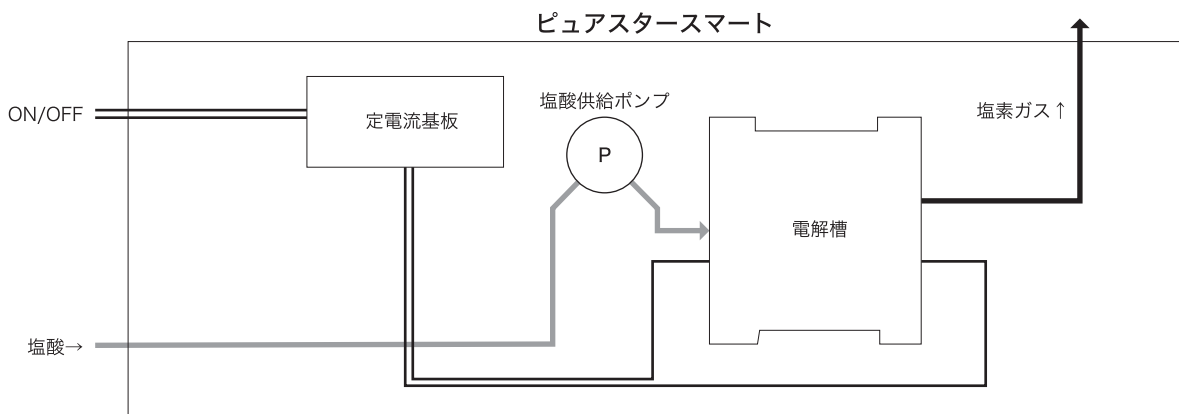 ピュアスタースマート
ON/OFF
定電流基板
塩酸供給ポンプ
P
塩素ガス↑
電解槽
塩酸→